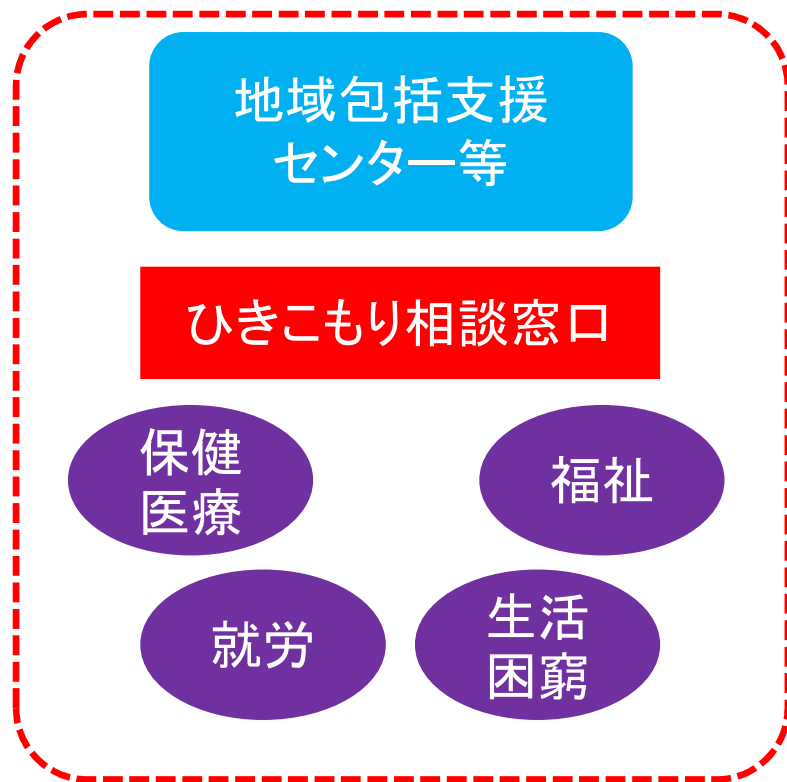 地域包括支援
センター等
ひきこもり相談窓口
保健
医療
福祉
就労
生活
困窮